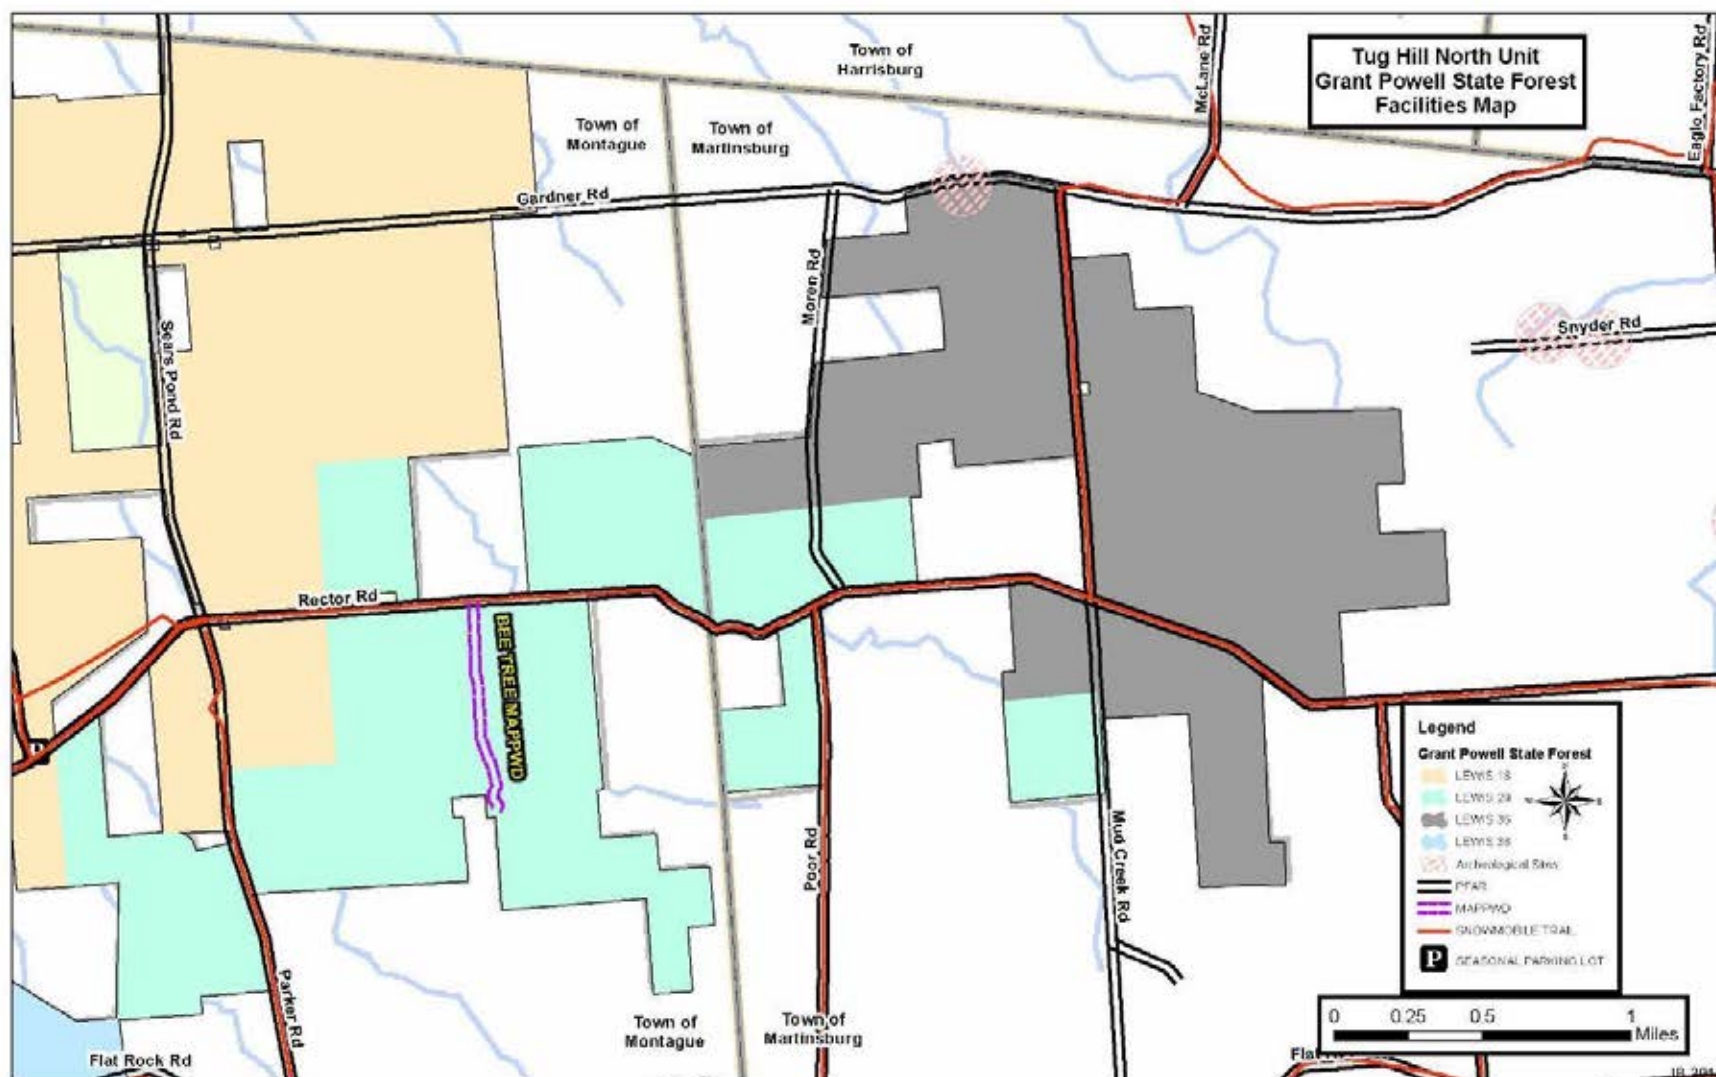 Tug Hill North Unit
Grant Powell State Forest
Facilities Map
Town of
Harrisburg
McLane Rd
Eagle Factory Rd
Town of
Montague
Town of
Martinsburg
Gardner Rd
Moren Rd
Sears Pond Rd
Snyder Rd
Rector Rd
BEE TREE MAPPWD
P
Poor Rd
Mud Creek Rd
Parker Rd
Flat Rock Rd
Town of
Montague
Town of
Martinsburg
Legend
Grant Powell State Forest
LEWIS
LEWIS
LEWIS
LEWIS
Archeological Sites
PFAR
MAPPWD
SNOWMOBILE TRAIL
P SEASONAL PARKING LOT
0 0.25 0.5 1
Miles
Flat